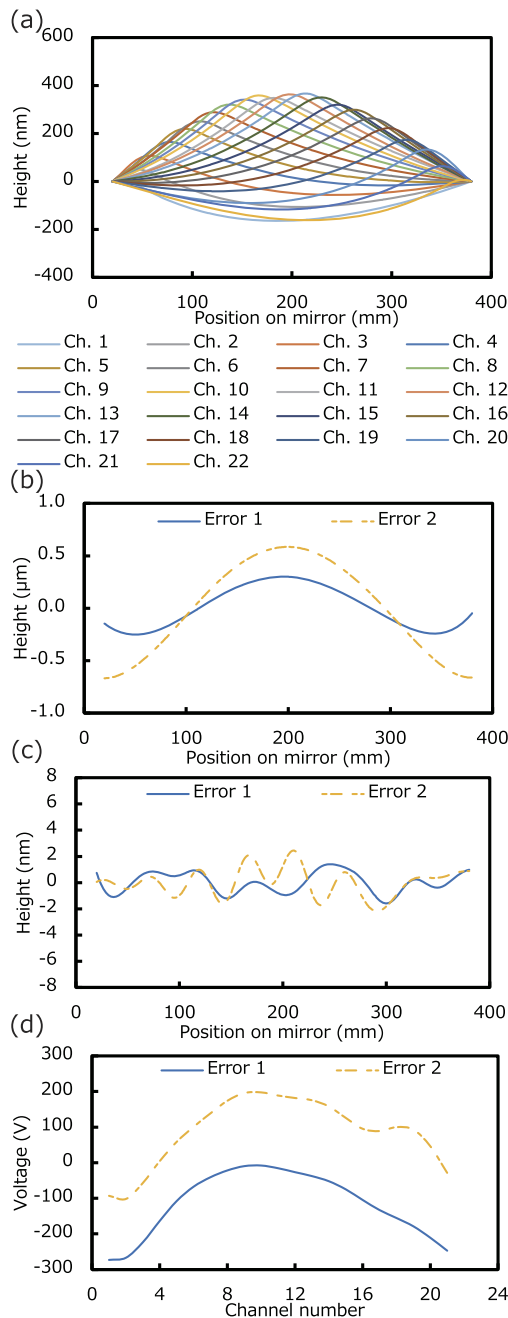 (a)
600
400
200
0
-200
-400
Height (nm)
0 100 200 300 400
Position on mirror (mm)
Ch. 1 Ch. 2 Ch. 3 Ch. 4
Ch. 5 Ch. 6 Ch. 7 Ch. 8
Ch. 9 Ch. 10 Ch. 11 Ch. 12
Ch. 13 Ch. 14 Ch. 15 Ch. 16
Ch. 17 Ch. 18 Ch. 19 Ch. 20
Ch. 21 Ch. 22
(b)
1.0
0.5
0.0
-0.5
-1.0
Height (μm)
Error 1 Error 2
0 100 200 300 400
Position on mirror (mm)
(c)
8
6
4
2
0
-2
-4
-6
-8
Height (nm)
Error 1 Error 2
0 100 200 300 400
Position on mirror (mm)
(d)
300
200
100
0
-100
-200
-300
Voltage (V)
Error 1 Error 2
0 4 8 12 16 20 24
Channel number